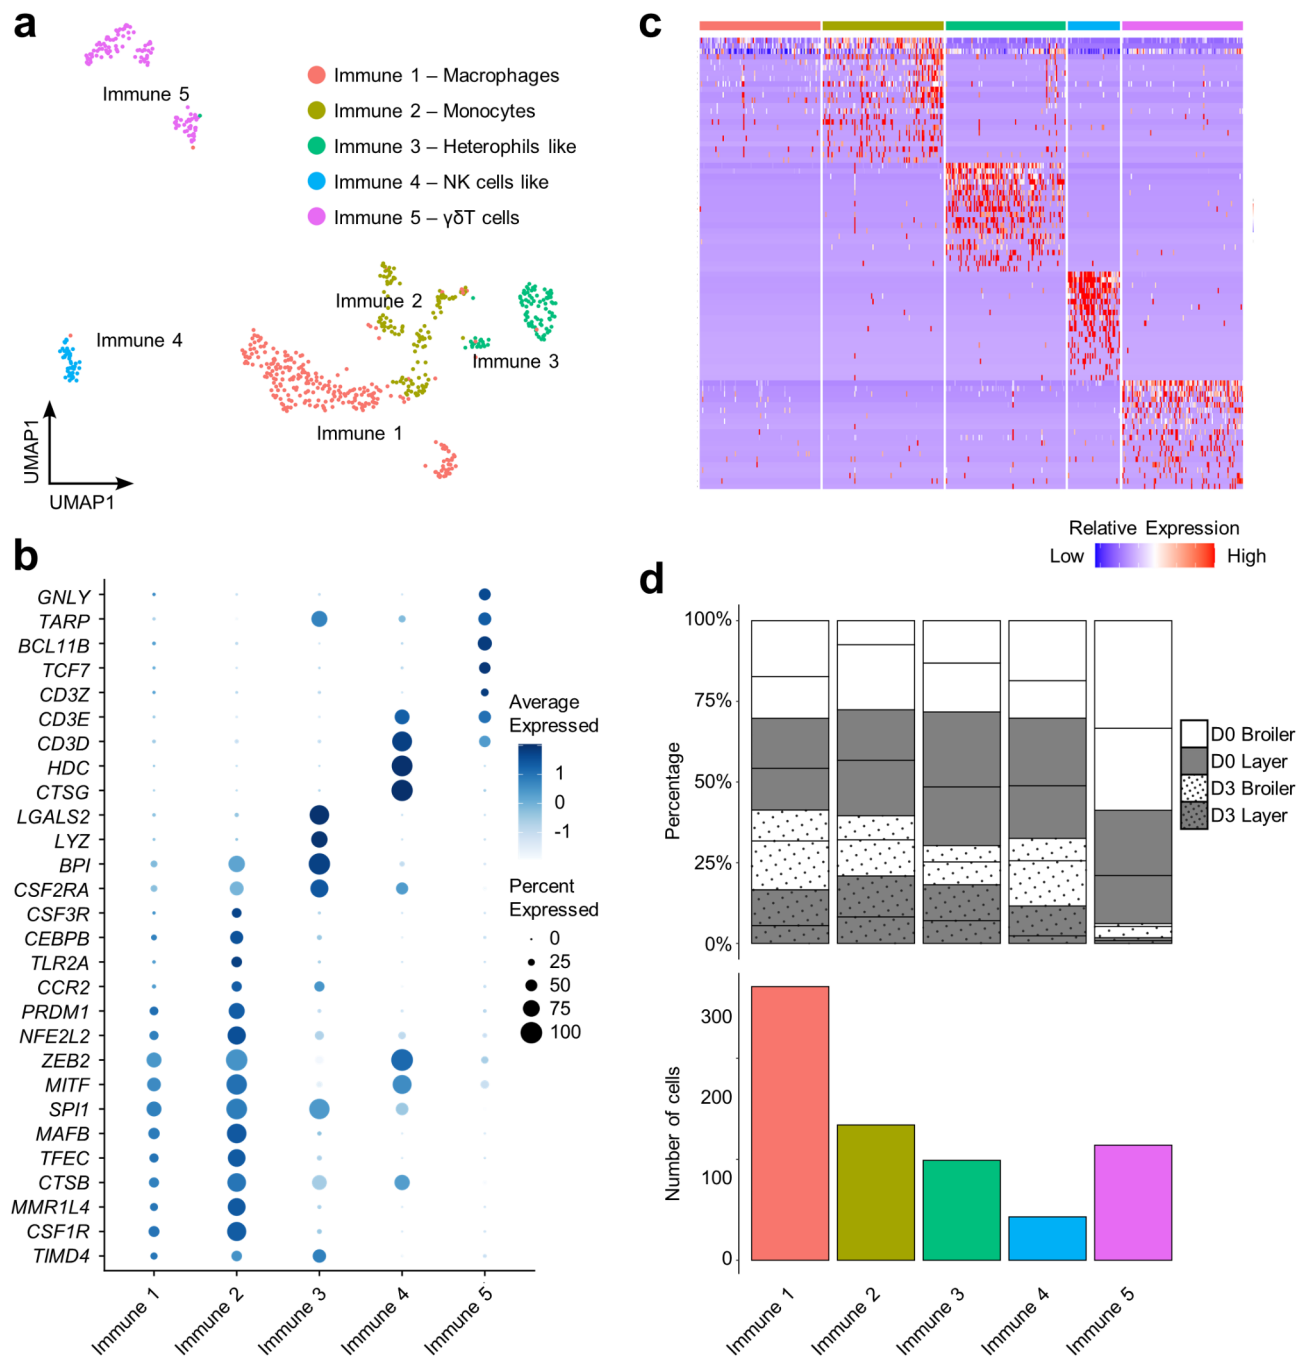 a
Immune 5
Immune 1 – Macrophages
Immune 2 – Monocytes
Immune 3 – Heterophils like
Immune 4 – NK cells like
Immune 5 – γδT cells
Immune 2
Immune 4
Immune 3
Immune 1
UMAP1
UMAP1
b
GNLY
TARP
BCL11B
TCF7
CD3Z
CD3E
CD3D
HDC
CTSG
LGALS2
LYZ
BPI
CSF2RA
CSF3R
CEBPB
TLR2A
CCR2
PRDM1
NFE2L2
ZEB2
MITF
SPI1
MAFB
TFEC
CTSB
MMR1L4
CSF1R
TIMD4
Immune 1
Immune 2
Immune 3
Immune 4
Immune 5
Average
Expressed
1
0
-1
Percent
Expressed
0
25
50
75
100
c
Relative Expression
Low
High
d
100%
75%
50%
25%
0%
Percentage
D0 Broiler
D0 Layer
D3 Broiler
D3 Layer
300
200
100
0
Number of cells
Immune 1
Immune 2
Immune 3
Immune 4
Immune 5